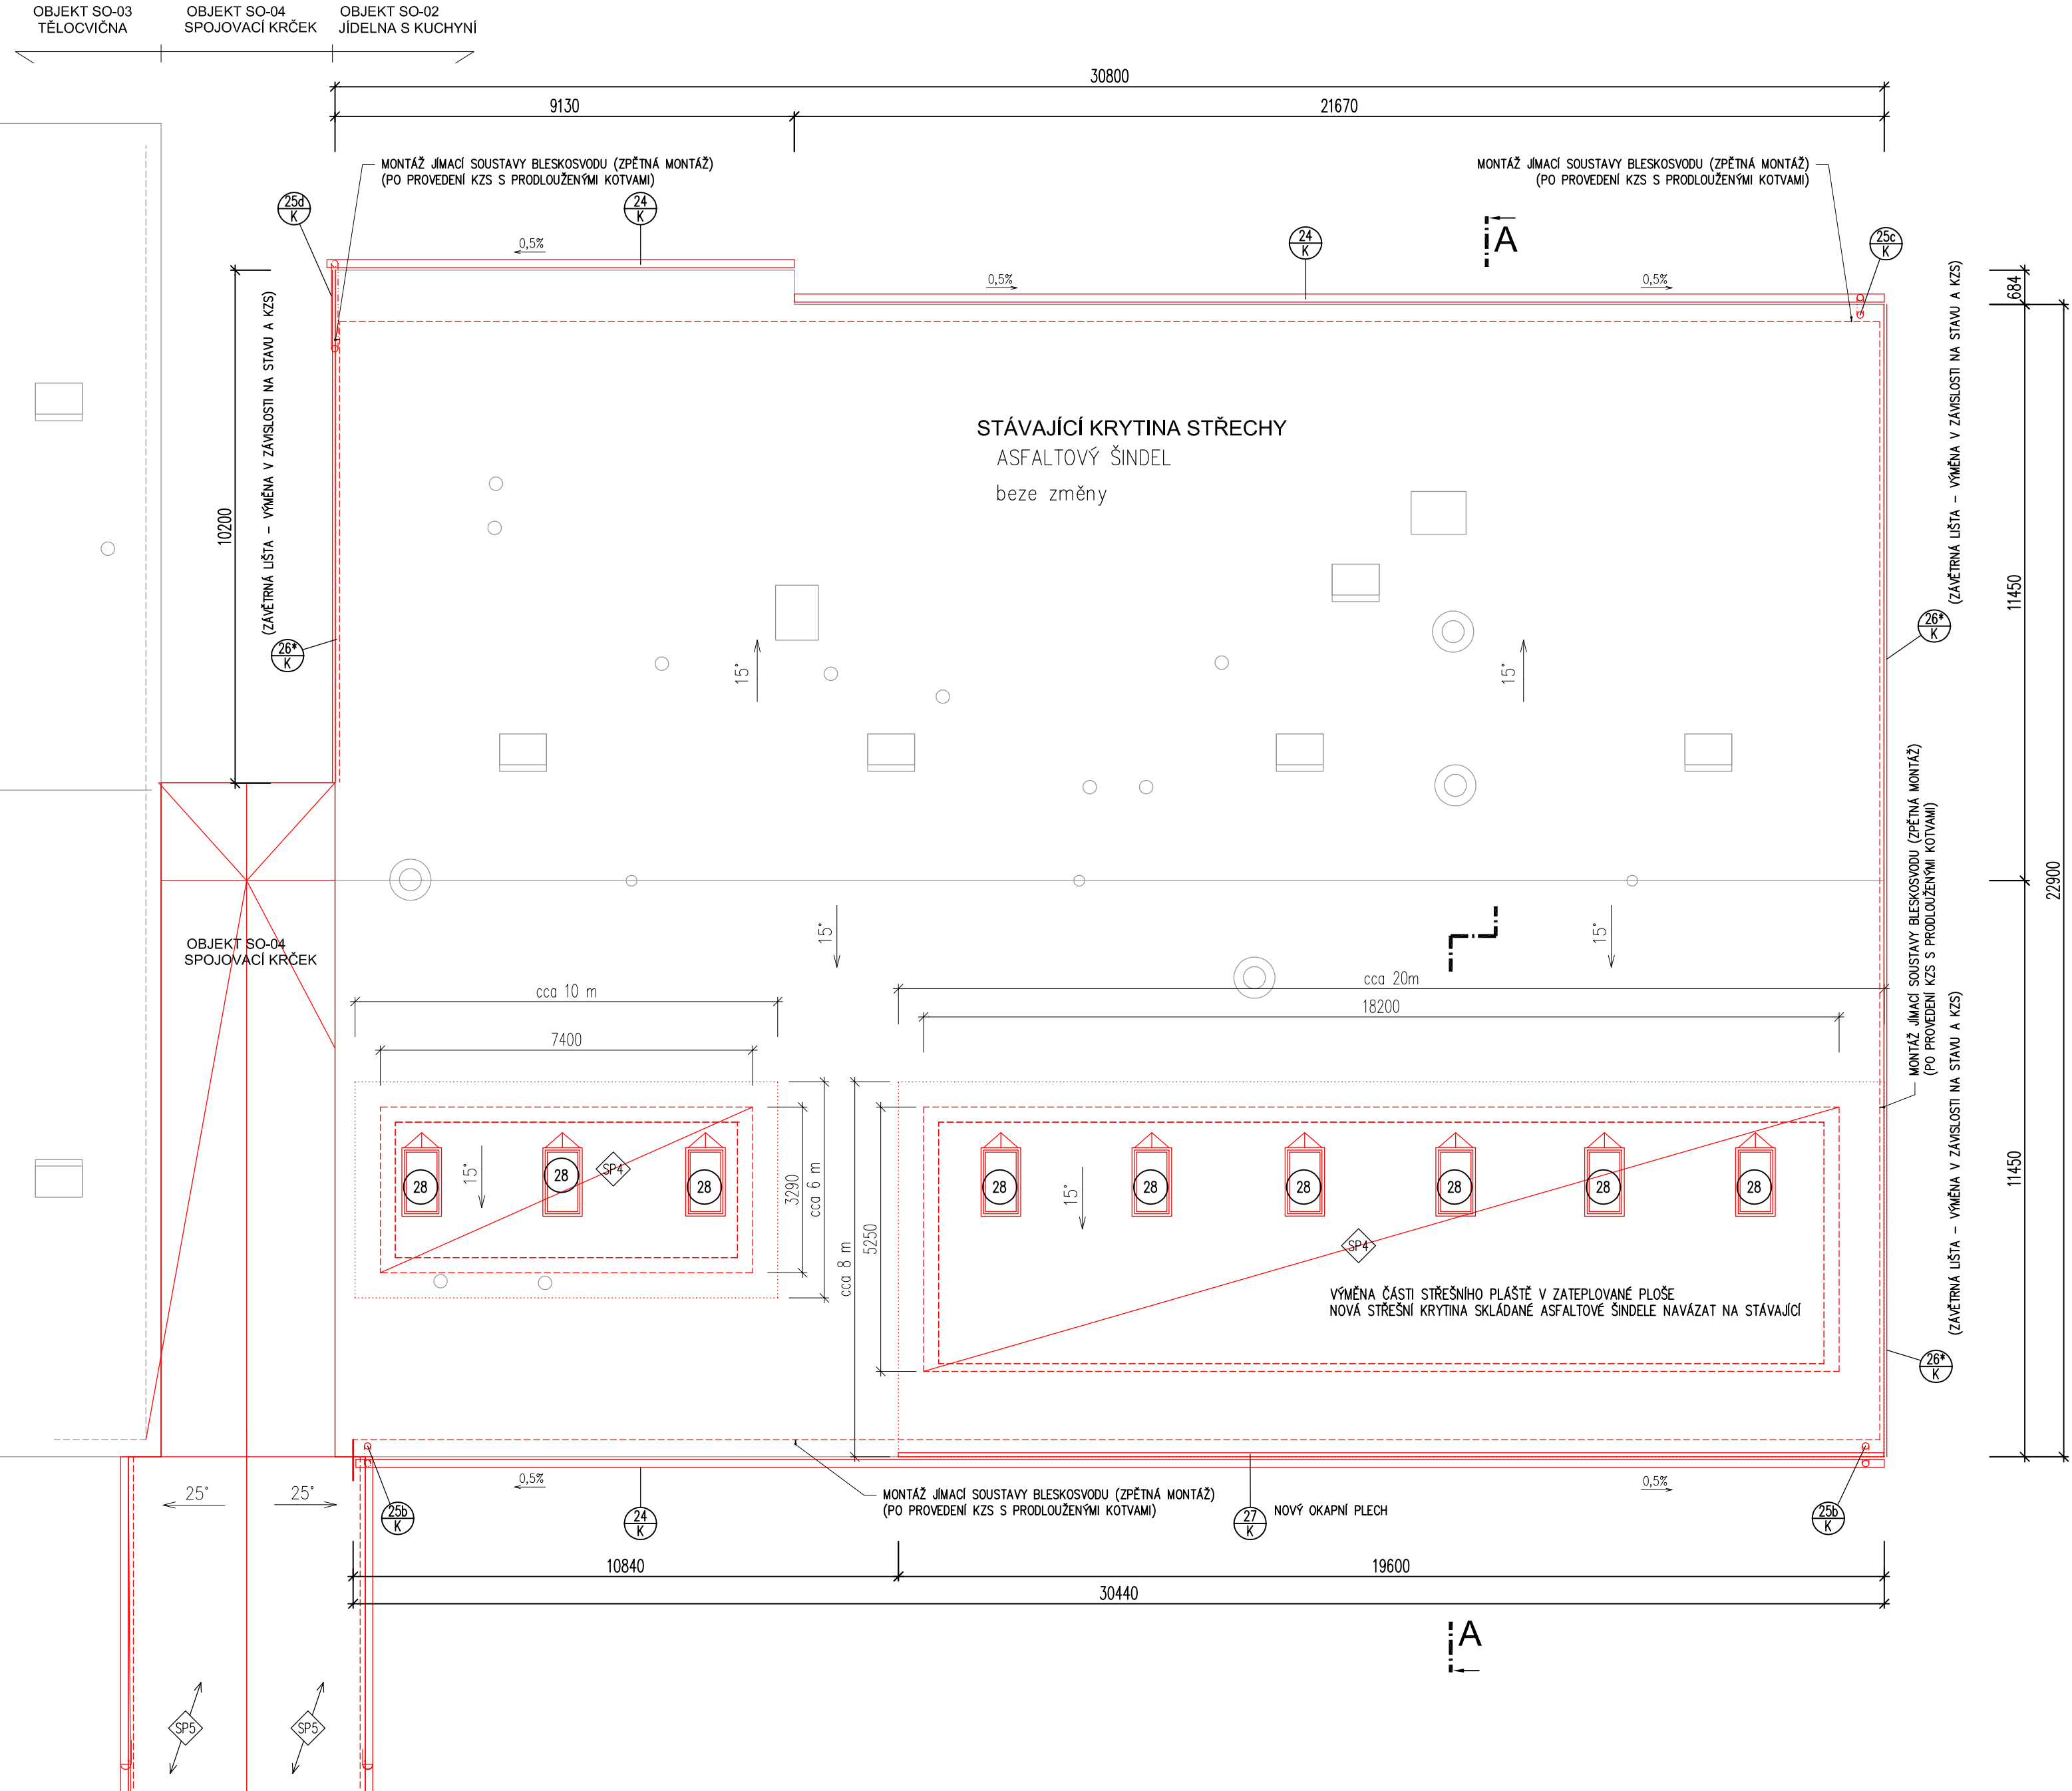 OBJEKT SO-03
TĚLOCVIČNA
OBJEKT SO-04
SPOJOVACÍ KRČEK
OBJEKT SO-02
JÍDELNA S KUCHYNÍ
30800
9130
21670
MONTÁŽ JÍMACÍ SOUSTAVY BLESKOSVODU (ZPĚTNÁ MONTÁŽ)
(PO PROVEDENÍ KZS S PRODLOUŽENÝMI KOTVAMI)
MONTÁŽ JÍMACÍ SOUSTAVY BLESKOSVODU (ZPĚTNÁ MONTÁŽ)
(PO PROVEDENÍ KZS S PRODLOUŽENÝMI KOTVAMI)
25d
K
24
K
24
K
A
25c
K
0,5%
0,5%
0,5%
684
(ZÁVĚTRNÁ LIŠTA - VÝMĚNA V ZÁVISLOSTI NA STAVU A KZS)
(ZÁVĚTRNÁ LIŠTA - VÝMĚNA V ZÁVISLOSTI NA STAVU A KZS)
STÁVAJÍCÍ KRYTINA STŘECHY
ASFALTOVÝ ŠINDEL
beze změny
10200
11450
22900
26*
K
26*
K
15°
15°
MONTÁŽ JÍMACÍ SOUSTAVY BLESKOSVODU (ZPĚTNÁ MONTÁŽ)
(PO PROVEDENÍ KZS S PRODLOUŽENÝMI KOTVAMI)
OBJEKT SO-04
SPOJOVACÍ KRČEK
15°
15°
cca 10 m
cca 20m
7400
18200
28
15°
28
SP4
28
3290
cca 6 m
cca 8 m
5250
28
15°
28
28
28
28
28
SP4
11450
(ZÁVĚTRNÁ LIŠTA - VÝMĚNA V ZÁVISLOSTI NA STAVU A KZS)
VÝMĚNA ČÁSTI STŘEŠNÍHO PLÁŠTĚ V ZATEPLOVANÉ PLOŠE
NOVÁ STŘEŠNÍ KRYTINA SKLÁDANÉ ASFALTOVÉ ŠINDELE NAVÁZAT NA STÁVAJÍCÍ
26*
K
25°
25°
0,5%
0,5%
25b
K
24
K
MONTÁŽ JÍMACÍ SOUSTAVY BLESKOSVODU (ZPĚTNÁ MONTÁŽ)
(PO PROVEDENÍ KZS S PRODLOUŽENÝMI KOTVAMI)
27
K
NOVÝ OKAPNÍ PLECH
25b
K
10840
19600
30440
A
SP5
SP5